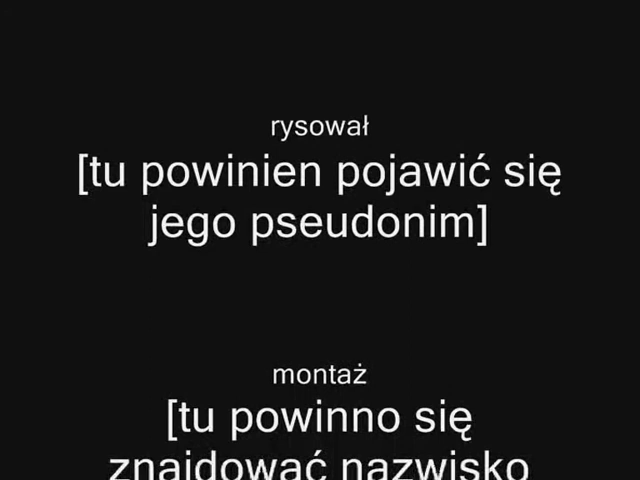 rysował
[tu powinien pojawić się
jego pseudonim]
montaż
[tu powinno się
znajdować nazwisko